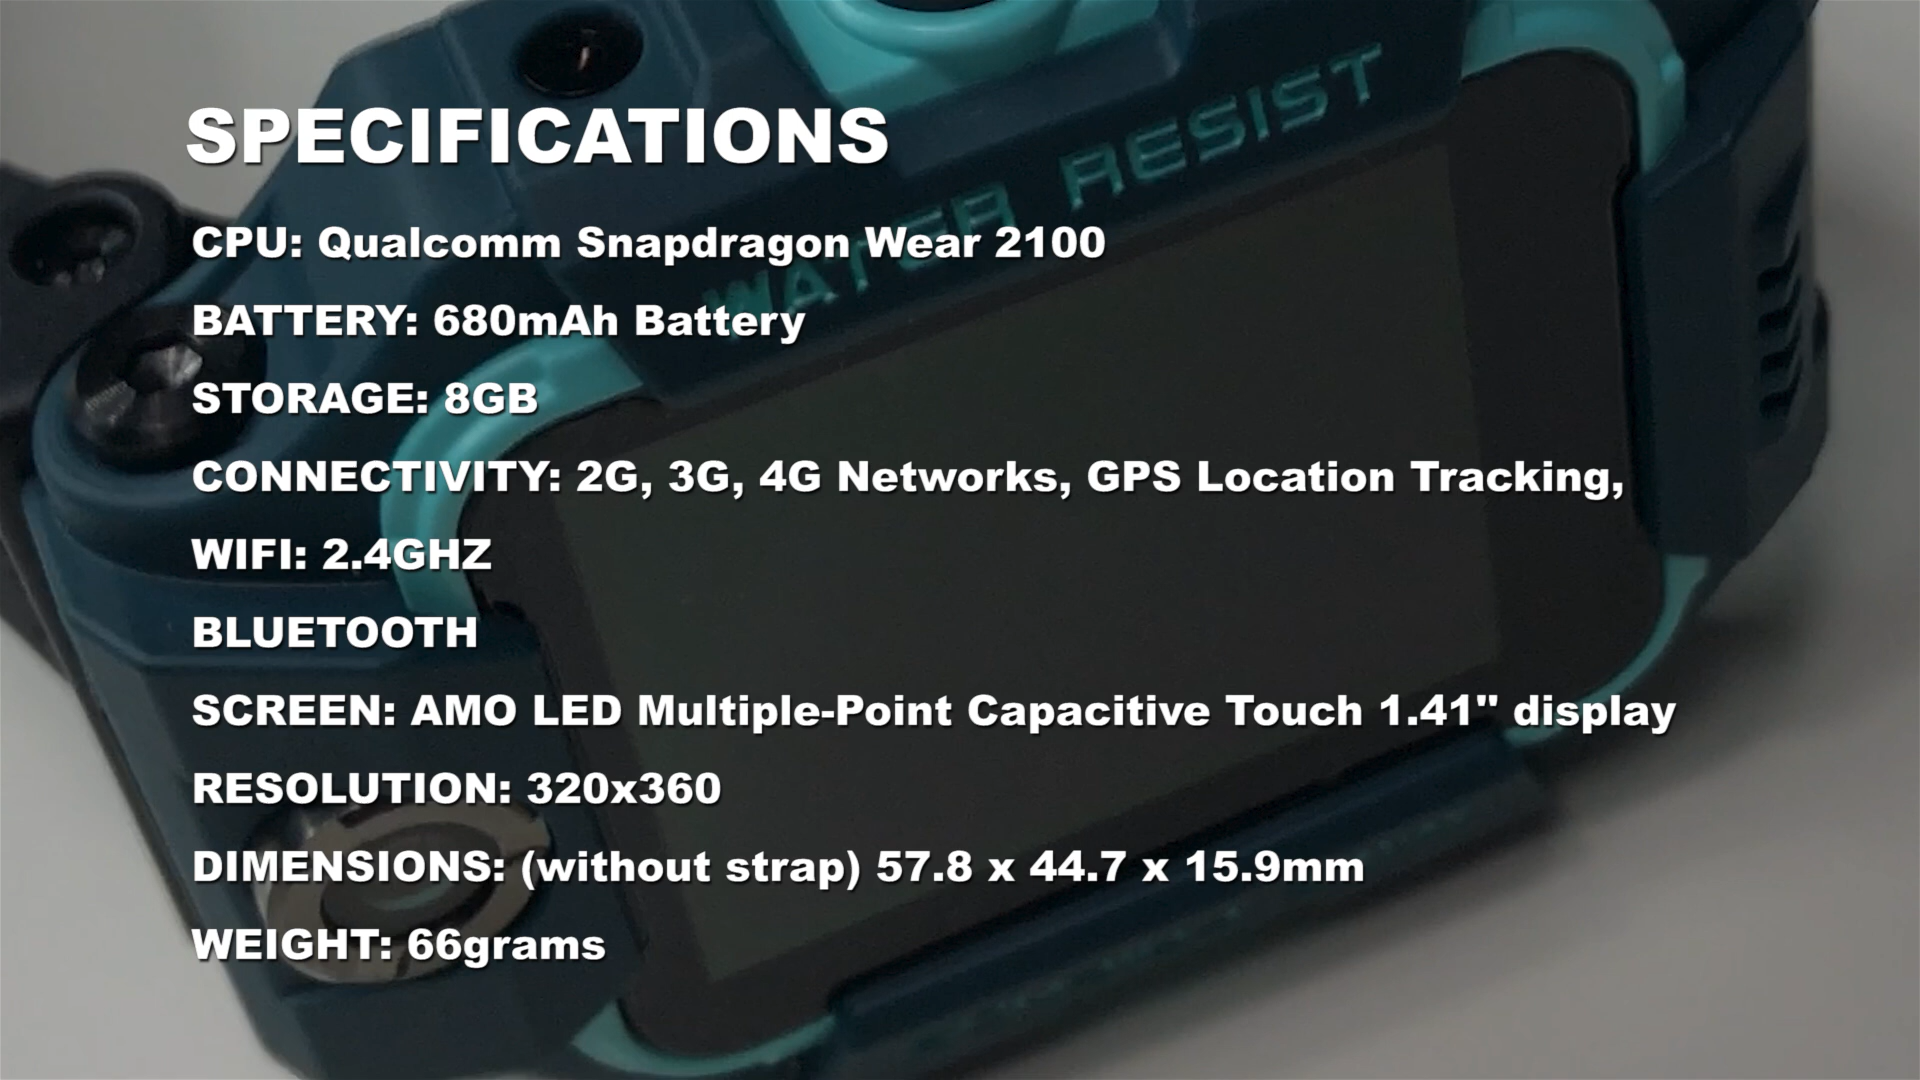 WATER RESIST
SPECIFICATIONS
CPU: Qualcomm Snapdragon Wear 2100
BATTERY: 680mAh Battery
STORAGE: 8GB
CONNECTIVITY: 2G, 3G, 4G Networks, GPS Location Tracking,
WIFI: 2.4GHZ
BLUETOOTH
SCREEN: AMO LED Multiple-Point Capacitive Touch 1.41" display
RESOLUTION: 320x360
DIMENSIONS: (without strap) 57.8 x 44.7 x 15.9mm
WEIGHT: 66grams